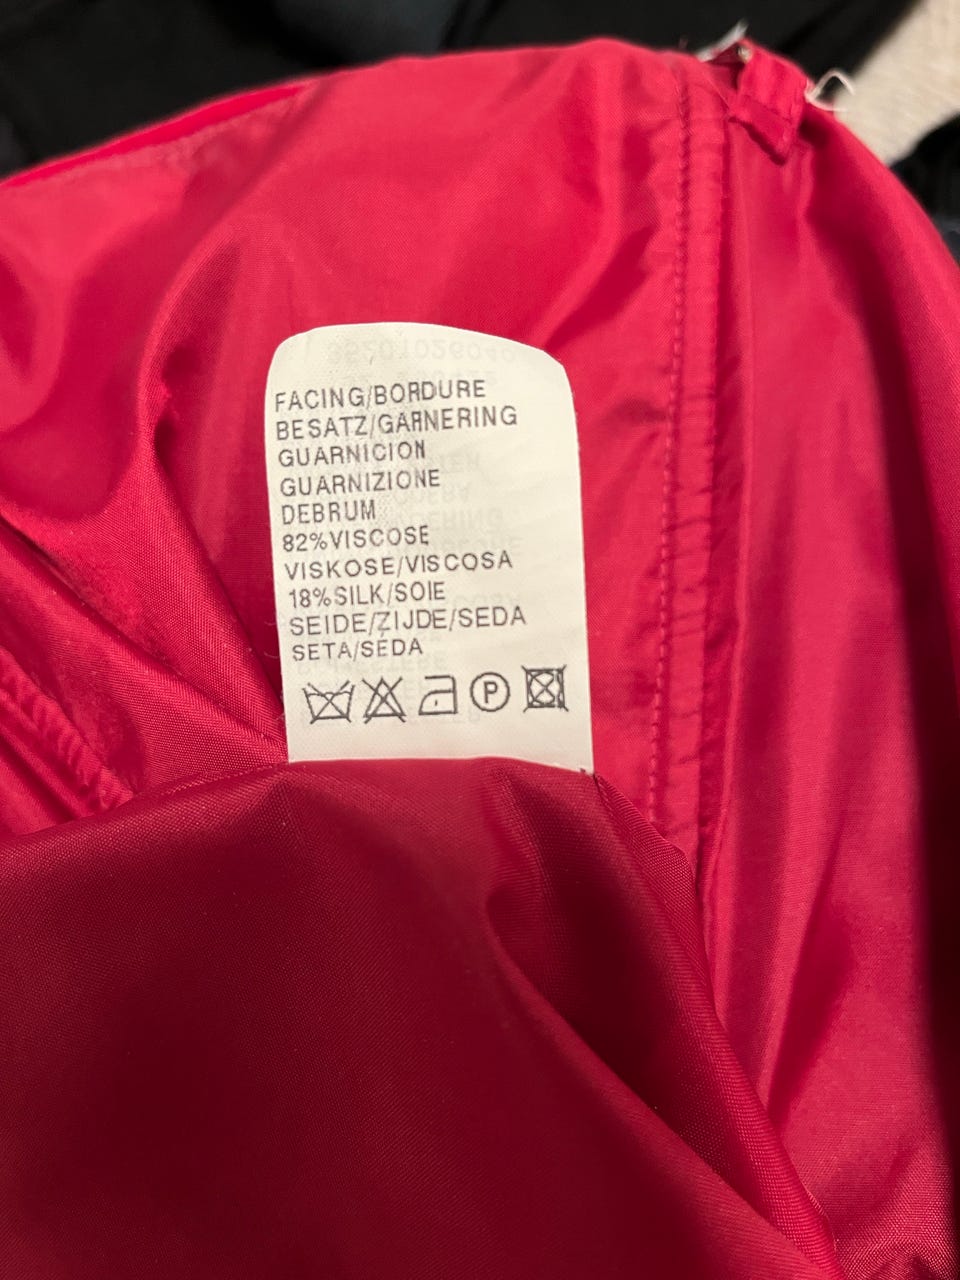 FACING/BORDURE
BESATZ/GARNERING
GUARNICION
GUARNIZIONE
DEBRUM
82%VISCOSE
VISKOSE/VISCOSA
18%SILK/SOIE
SEIDE/ZIJDE/SEDA
SETA/SEDA
P